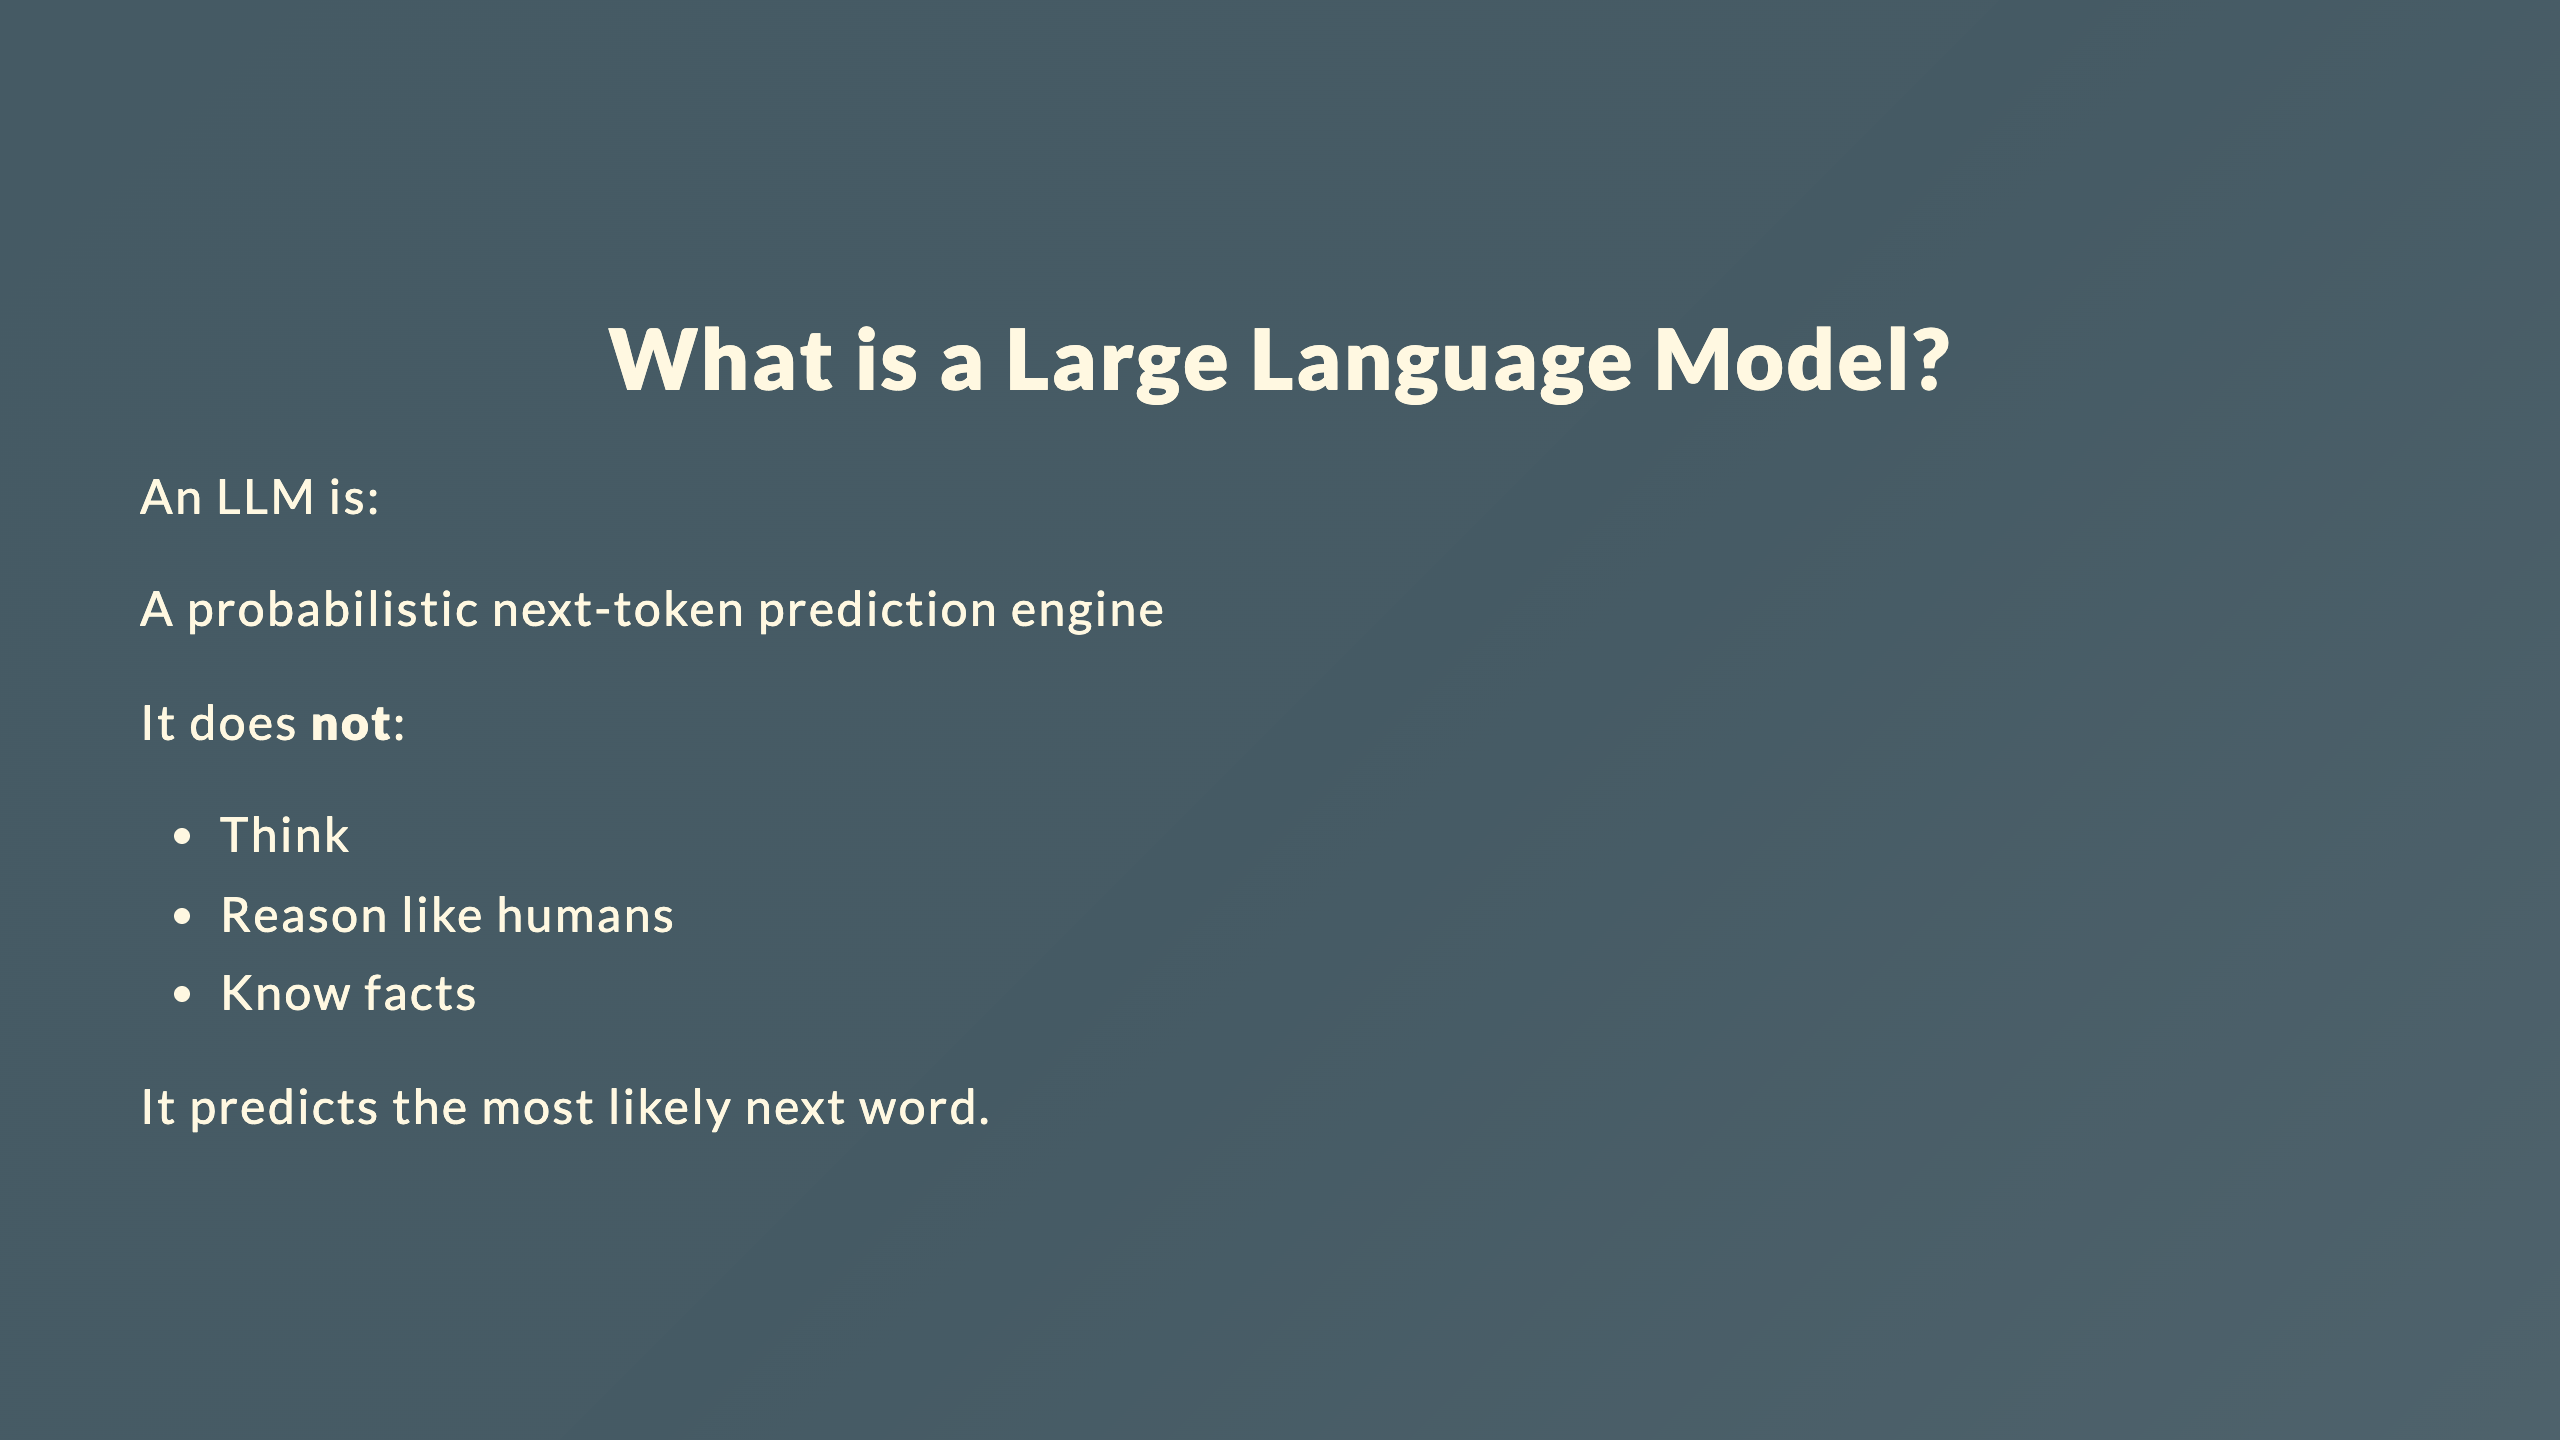 What is a Large Language Model?
An LLM is:
A probabilistic next-token prediction engine
It does not:
• Think
• Reason like humans
• Know facts
It predicts the most likely next word.